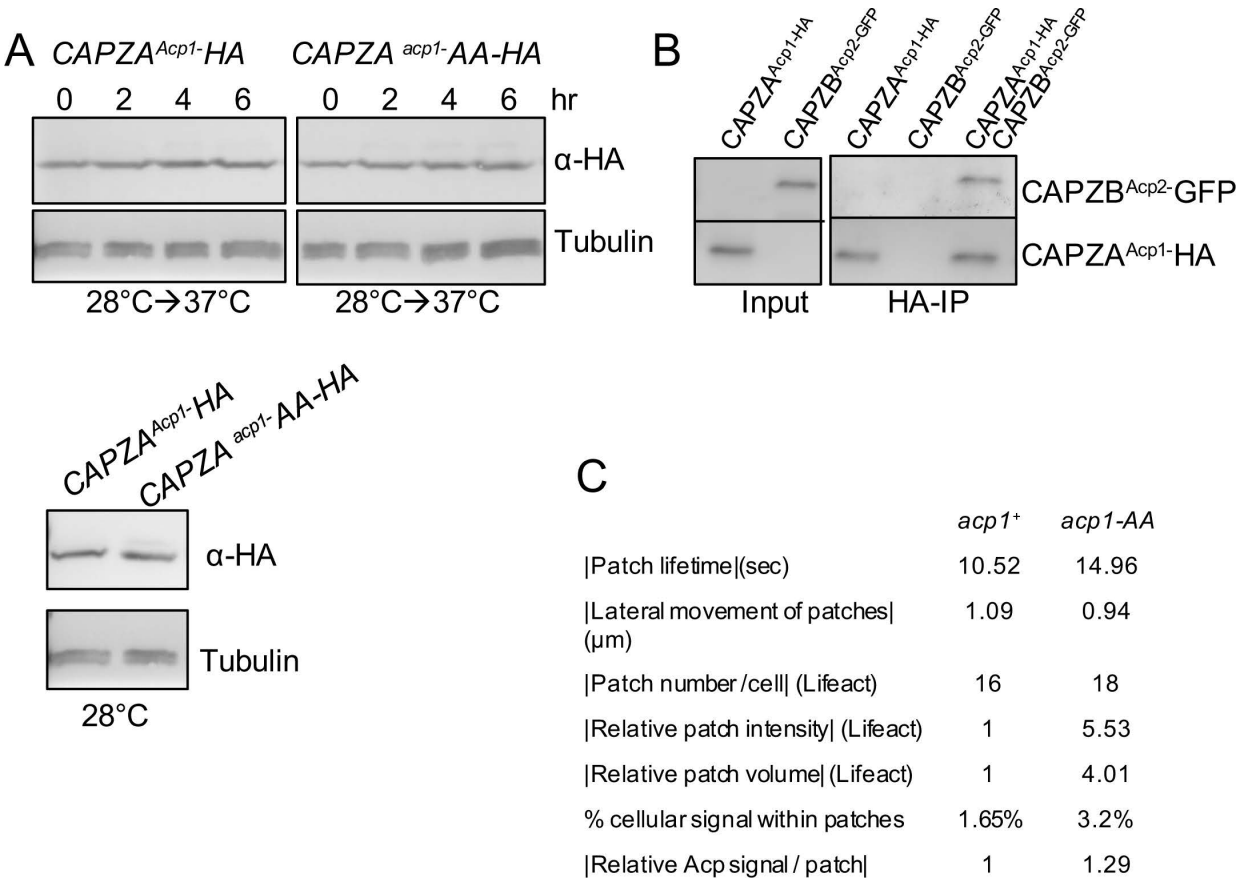 A
CAPZA^Acp1-HA CAPZA ^acp1-AA-HA
0 2 4 6 0 2 4 6 hr
α-HA
Tubulin
28°C→37°C 28°C→37°C
CAPZA^Acp1-HA
CAPZA ^acp1-AA-HA
α-HA
Tubulin
28°C
B
CAPZA^Acp1-HA
CAPZB^Acp2-GFP
CAPZA^Acp1-HA
CAPZB^Acp2-GFP
CAPZA^Acp1-HA
CAPZB^Acp2-GFP
CAPZB^Acp2-GFP
CAPZA^Acp1-HA
Input HA-IP
C
acp1⁺ acp1-AA
|Patch lifetime|(sec) 10.52 14.96
|Lateral movement of patches| 1.09 0.94
(µm)
|Patch number/cell| (Lifeact) 16 18
|Relative patch intensity| (Lifeact) 1 5.53
|Relative patch volume| (Lifeact) 1 4.01
% cellular signal within patches 1.65% 3.2%
|Relative Acp signal / patch| 1 1.29